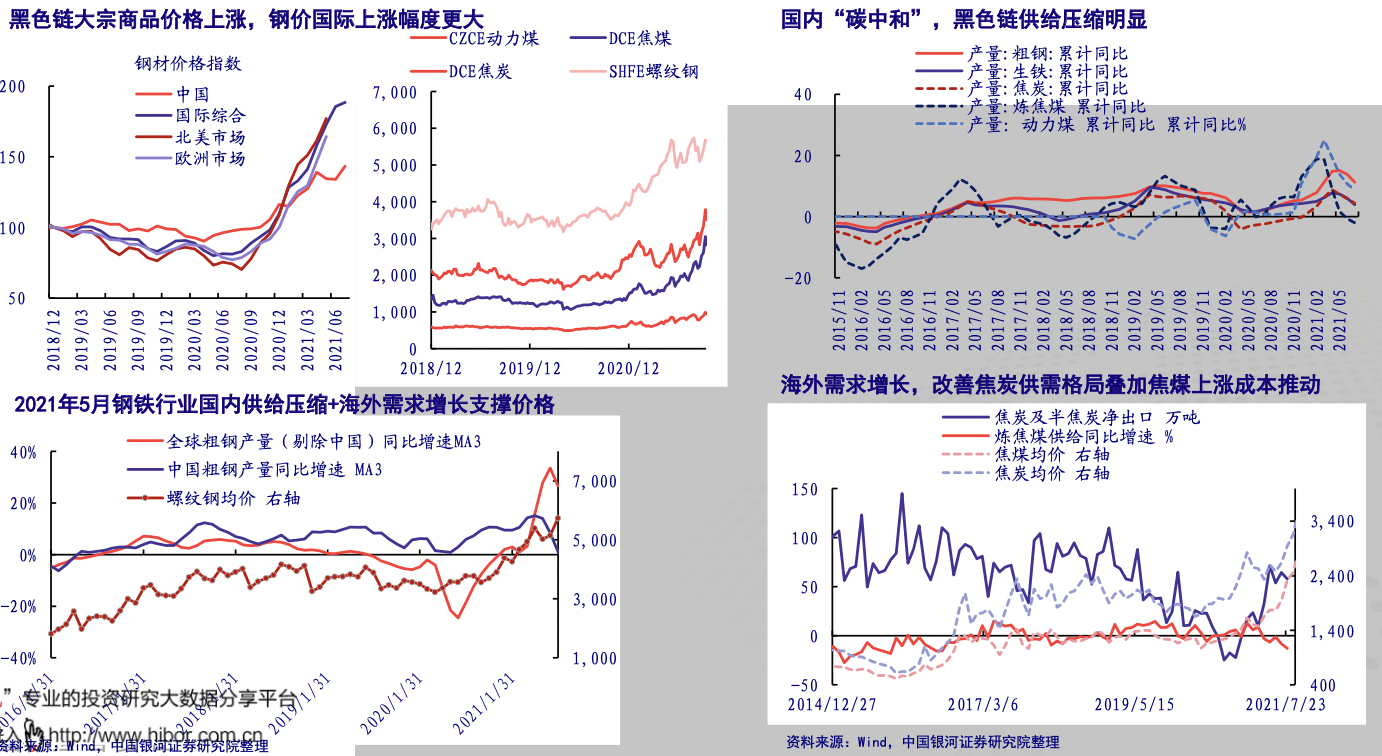 黑色链大宗商品价格上涨，钢价国际上涨幅度更大
钢材价格指数
中国
国际综合
北美市场
欧洲市场
200
150
100
50
2018/12
2019/03
2019/06
2019/09
2019/12
2020/03
2020/06
2020/09
2020/12
2021/03
2021/06
CZCE动力煤
DCE焦煤
DCE焦炭
SHFE螺纹钢
7,000
6,000
5,000
4,000
3,000
2,000
1,000
0
2018/12
2019/12
2020/12
国内“碳中和”，黑色链供给压缩明显
产量:粗钢:累计同比
产量:生铁:累计同比
产量:焦炭:累计同比
产量:炼焦煤 累计同比
产量: 动力煤 累计同比 累计同比%
40
20
0
-20
2015/11
2016/02
2016/05
2016/08
2016/11
2017/02
2017/05
2017/08
2017/11
2018/02
2018/05
2018/08
2018/11
2019/02
2019/05
2019/08
2019/11
2020/02
2020/05
2020/08
2020/11
2021/02
2021/05
2021年5月钢铁行业国内供给压缩+海外需求增长支撑价格
全球粗钢产量（剔除中国）同比增速MA3
中国粗钢产量同比增速 MA3
螺纹钢均价 右轴
40%
20%
0%
-20%
-40%
7,000
5,000
3,000
1,000
2017/1/31
2018/1/31
2019/1/31
2020/1/31
2021/1/31
”专业的投资研究大数据分享平台
http://www.hibor.com.cn
资料来源：Wind，中国银河证券研究院整理
海外需求增长，改善焦炭供需格局叠加焦煤上涨成本推动
焦炭及半焦炭净出口 万吨
炼焦煤供给同比增速 %
焦煤均价 右轴
焦炭均价 右轴
150
100
50
0
-50
3,400
2,400
1,400
400
2014/12/27
2017/3/6
2019/5/15
2021/7/23
资料来源：Wind，中国银河证券研究院整理